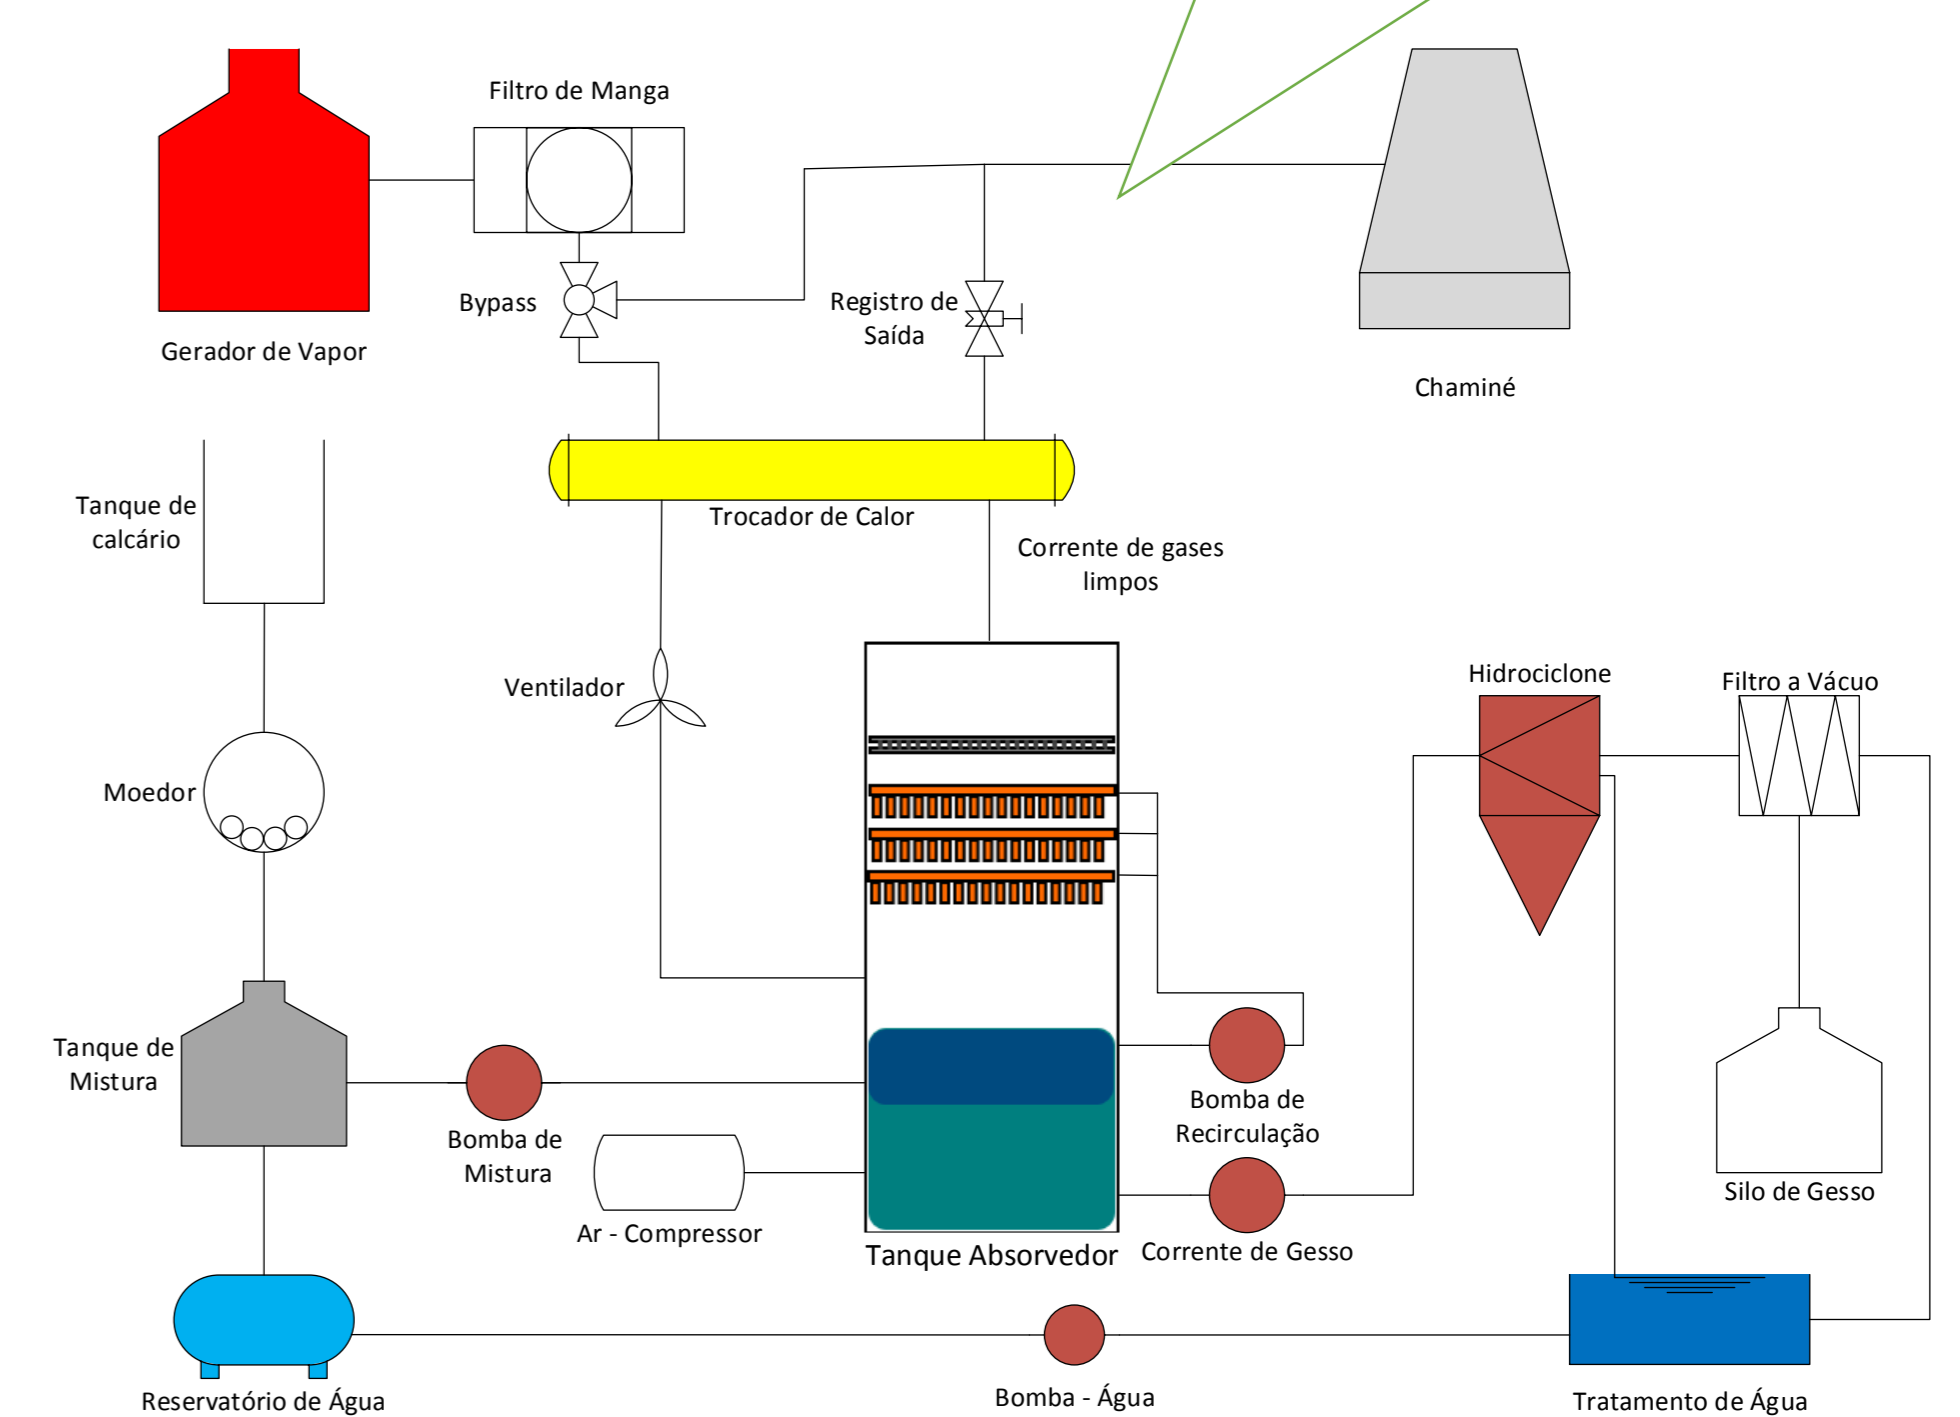 Filtro de Manga
Bypass
Registro de
Saída
Gerador de Vapor
Chaminé
Tanque de
calcário
Trocador de Calor
Corrente de gases
limpos
Ventilador
Hidrociclone
Filtro a Vácuo
Moedor
Tanque de
Mistura
Bomba de
Mistura
Bomba de
Recirculação
Silo de Gesso
Ar - Compressor
Tanque Absorvedor
Corrente de Gesso
Reservatório de Água
Bomba - Água
Tratamento de Água